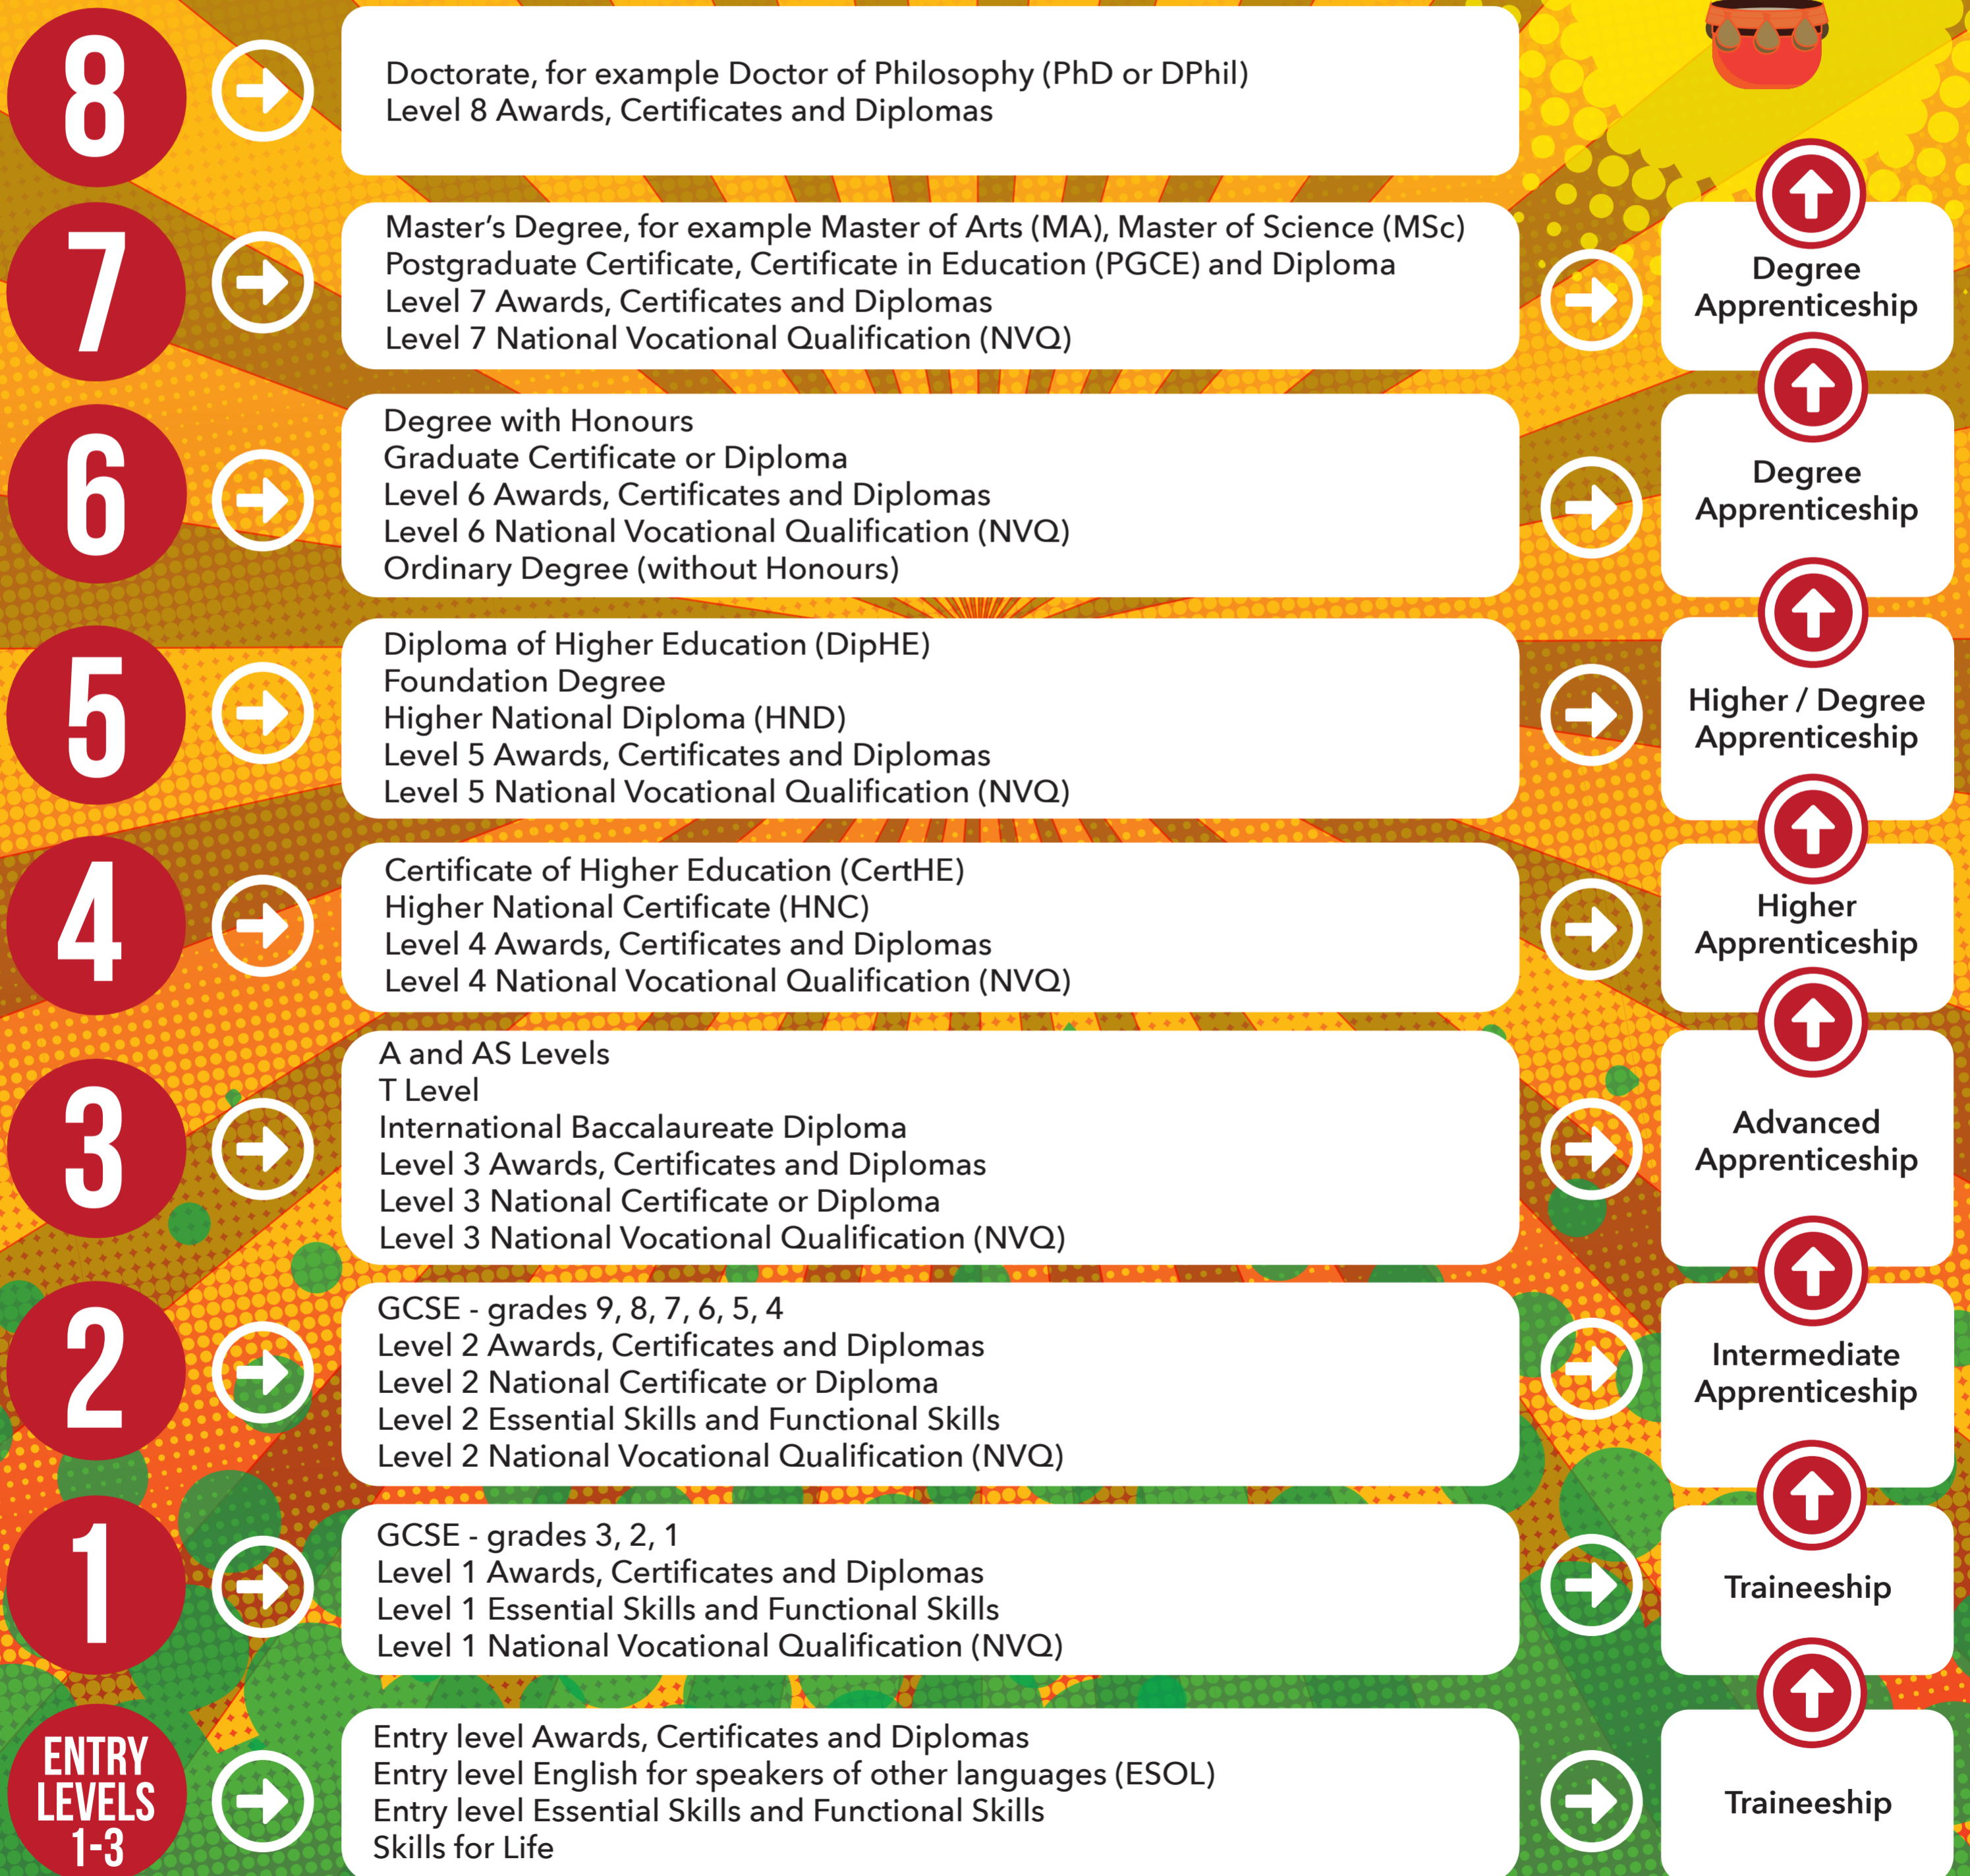 8
Doctorate, for example Doctor of Philosophy (PhD or DPhil)
Level 8 Awards, Certificates and Diplomas
7
Master's Degree, for example Master of Arts (MA), Master of Science (MSc)
Postgraduate Certificate, Certificate in Education (PGCE) and Diploma
Level 7 Awards, Certificates and Diplomas
Level 7 National Vocational Qualification (NVQ)
Degree
Apprenticeship
6
Degree with Honours
Graduate Certificate or Diploma
Level 6 Awards, Certificates and Diplomas
Level 6 National Vocational Qualification (NVQ)
Ordinary Degree (without Honours)
Degree
Apprenticeship
5
Diploma of Higher Education (DipHE)
Foundation Degree
Higher National Diploma (HND)
Level 5 Awards, Certificates and Diplomas
Level 5 National Vocational Qualification (NVQ)
Higher / Degree
Apprenticeship
4
Certificate of Higher Education (CertHE)
Higher National Certificate (HNC)
Level 4 Awards, Certificates and Diplomas
Level 4 National Vocational Qualification (NVQ)
Higher
Apprenticeship
3
A and AS Levels
T Level
International Baccalaureate Diploma
Level 3 Awards, Certificates and Diplomas
Level 3 National Certificate or Diploma
Level 3 National Vocational Qualification (NVQ)
Advanced
Apprenticeship
2
GCSE - grades 9, 8, 7, 6, 5, 4
Level 2 Awards, Certificates and Diplomas
Level 2 National Certificate or Diploma
Level 2 Essential Skills and Functional Skills
Level 2 National Vocational Qualification (NVQ)
Intermediate
Apprenticeship
1
GCSE - grades 3, 2, 1
Level 1 Awards, Certificates and Diplomas
Level 1 Essential Skills and Functional Skills
Level 1 National Vocational Qualification (NVQ)
Traineeship
ENTRY
LEVELS
1-3
Entry level Awards, Certificates and Diplomas
Entry level English for speakers of other languages (ESOL)
Entry level Essential Skills and Functional Skills
Skills for Life
Traineeship